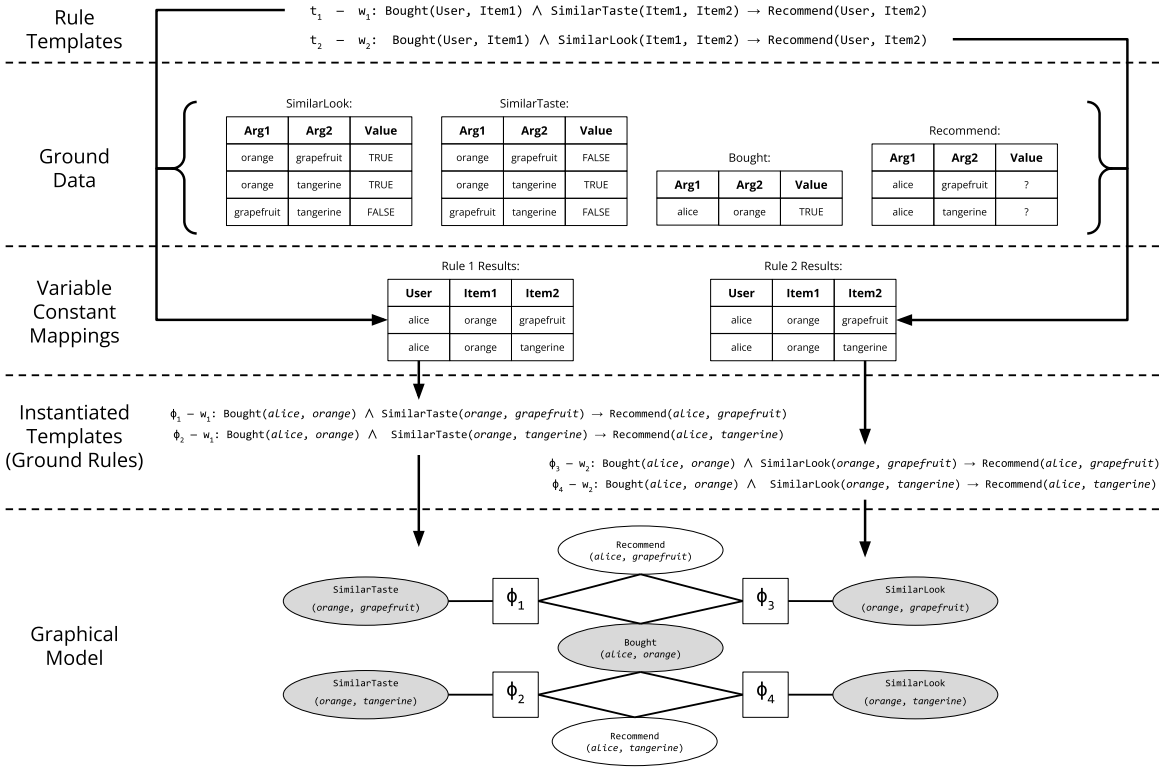 Rule
Templates
t1 – w1: Bought(User, Item1) ∧ SimilarTaste(Item1, Item2) → Recommend(User, Item2)
t2 – w2: Bought(User, Item1) ∧ SimilarLook(Item1, Item2) → Recommend(User, Item2)
Ground
Data
SimilarLook:
Arg1 Arg2 Value
orange grapefruit TRUE
orange tangerine TRUE
grapefruit tangerine FALSE
SimilarTaste:
Arg1 Arg2 Value
orange grapefruit FALSE
orange tangerine TRUE
grapefruit tangerine FALSE
Bought:
Arg1 Arg2 Value
alice orange TRUE
Recommend:
Arg1 Arg2 Value
alice grapefruit ?
alice tangerine ?
Variable
Constant
Mappings
Rule 1 Results:
User Item1 Item2
alice orange grapefruit
alice orange tangerine
Rule 2 Results:
User Item1 Item2
alice orange grapefruit
alice orange tangerine
Instantiated
Templates
(Ground Rules)
ϕ1 – w1: Bought(alice, orange) ∧ SimilarTaste(orange, grapefruit) → Recommend(alice, grapefruit)
ϕ2 – w1: Bought(alice, orange) ∧ SimilarTaste(orange, tangerine) → Recommend(alice, tangerine)
ϕ3 – w2: Bought(alice, orange) ∧ SimilarLook(orange, grapefruit) → Recommend(alice, grapefruit)
ϕ4 – w2: Bought(alice, orange) ∧ SimilarLook(orange, tangerine) → Recommend(alice, tangerine)
Graphical
Model
Recommend
(alice, grapefruit)
SimilarTaste
(orange, grapefruit)
ϕ1
ϕ3
SimilarLook
(orange, grapefruit)
Bought
(alice, orange)
SimilarTaste
(orange, tangerine)
ϕ2
ϕ4
SimilarLook
(orange, tangerine)
Recommend
(alice, tangerine)